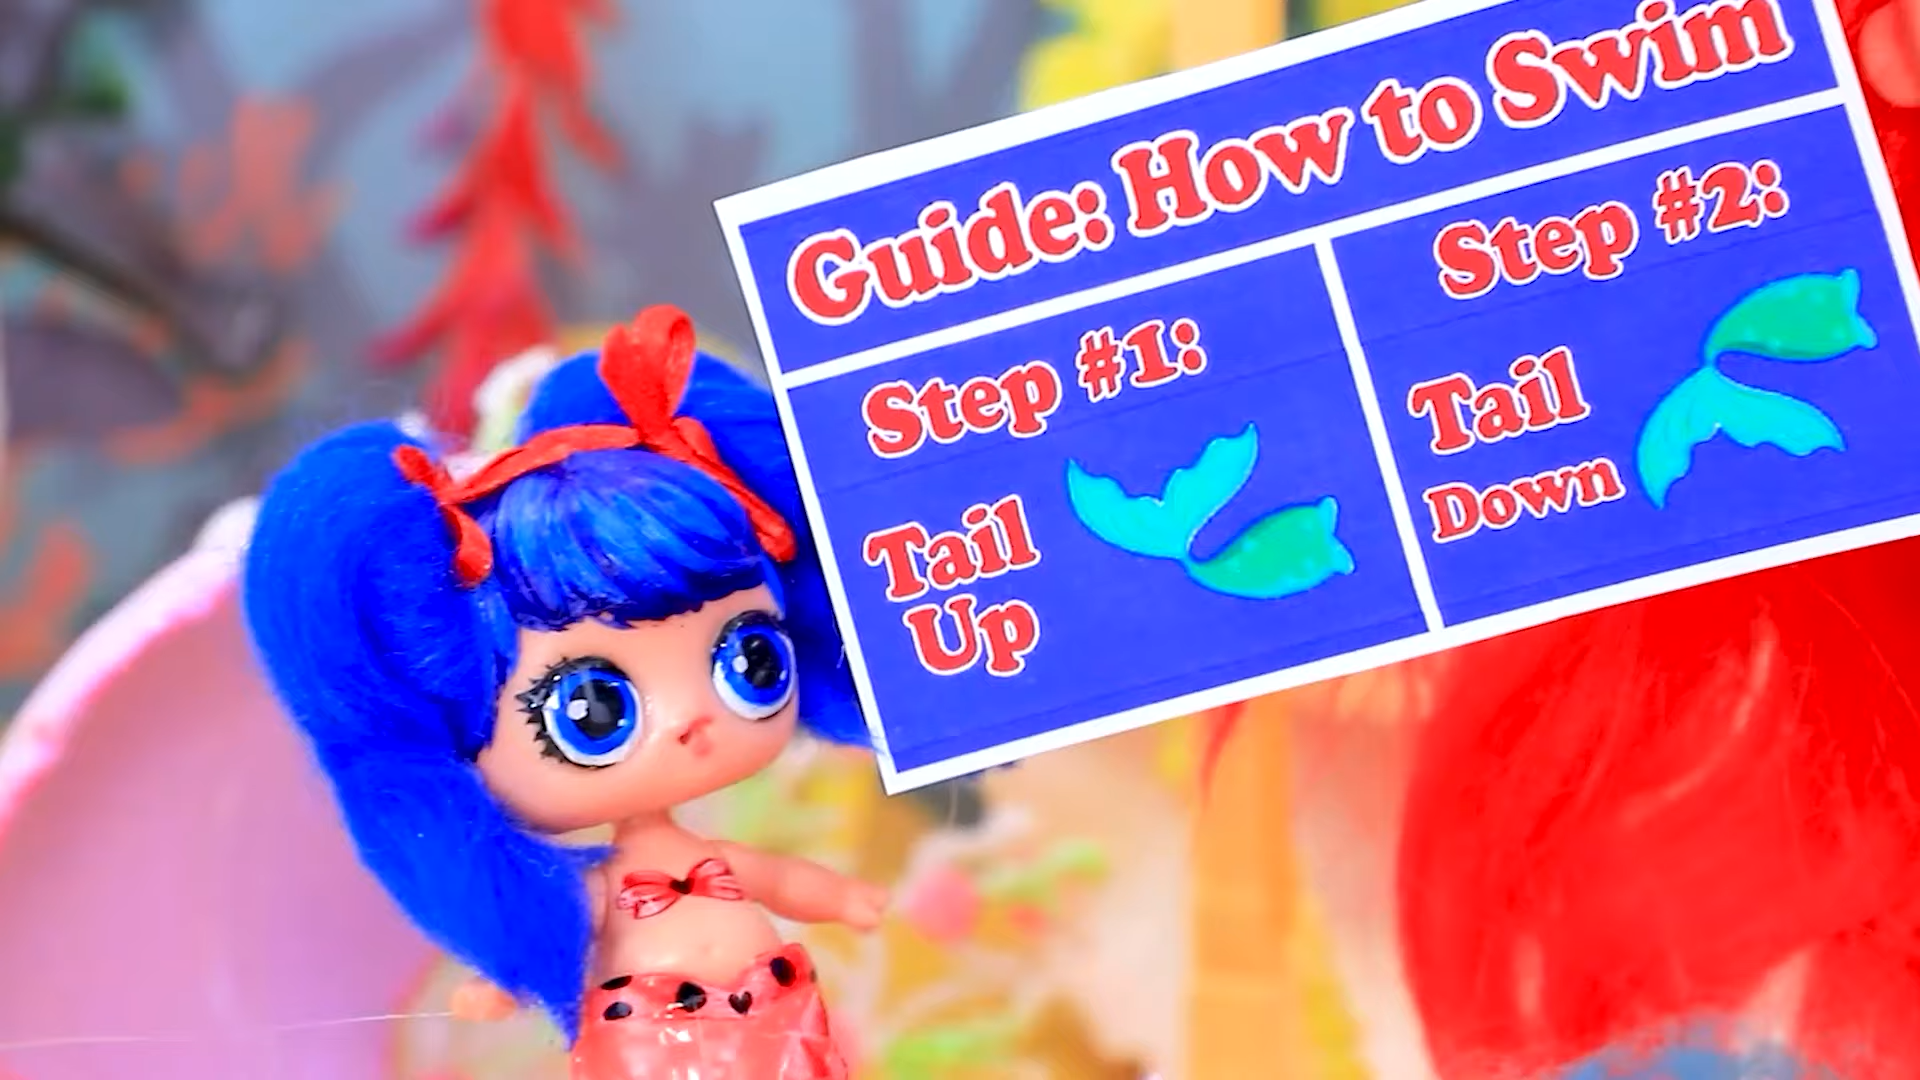 Guide: How to Swim
Step #1:
Tail
Up
Step #2:
Tail
Down